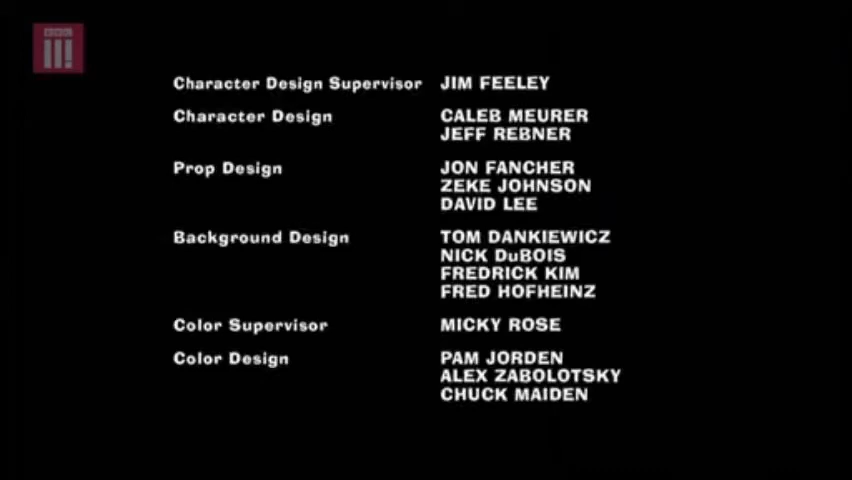 BBC
Character Design Supervisor JIM FEELEY
Character Design CALEB MEURER
JEFF REBNER
Prop Design JON FANCHER
ZEKE JOHNSON
DAVID LEE
Background Design TOM DANKIEWICZ
NICK DuBOIS
FREDRICK KIM
FRED HOFHEINZ
Color Supervisor MICKY ROSE
Color Design PAM JORDEN
ALEX ZABOLOTSKY
CHUCK MAIDEN